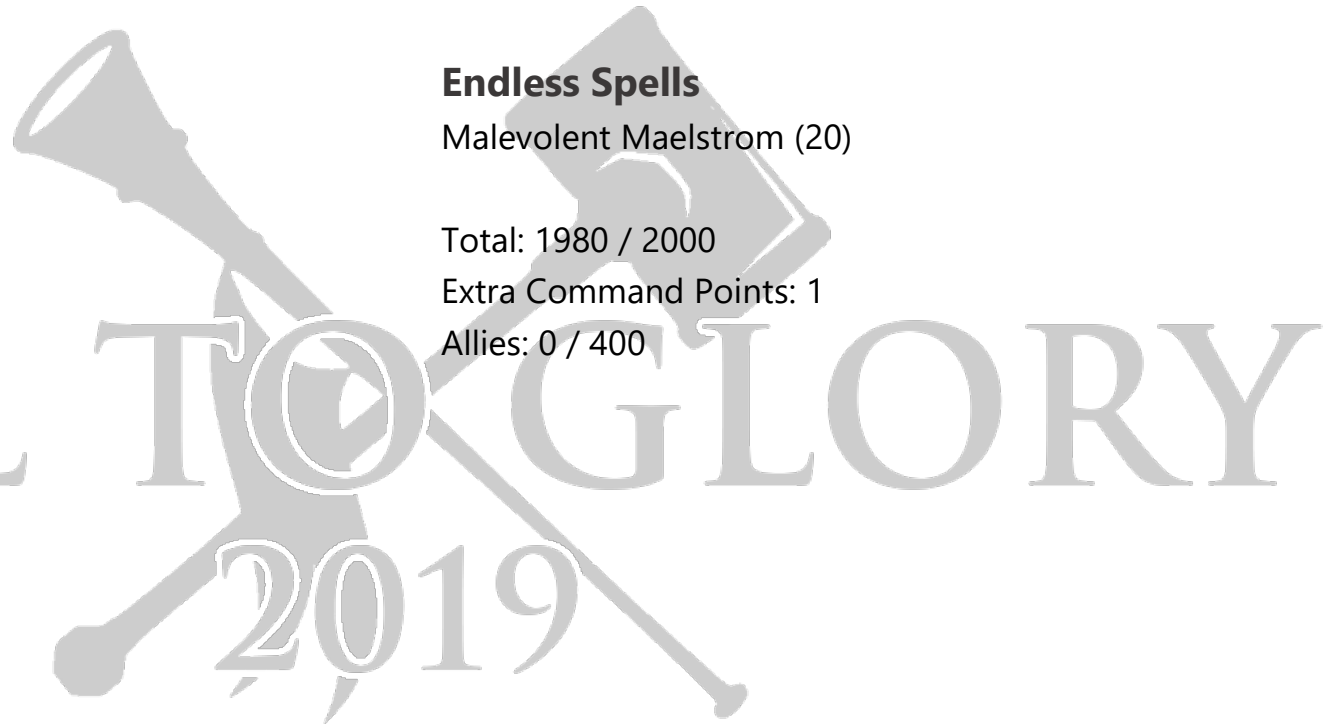 Endless Spells
Malevolent Maelstrom (20)
Total: 1980 / 2000
Extra Command Points: 1
Allies: 0 / 400
L TO GLORY
2019